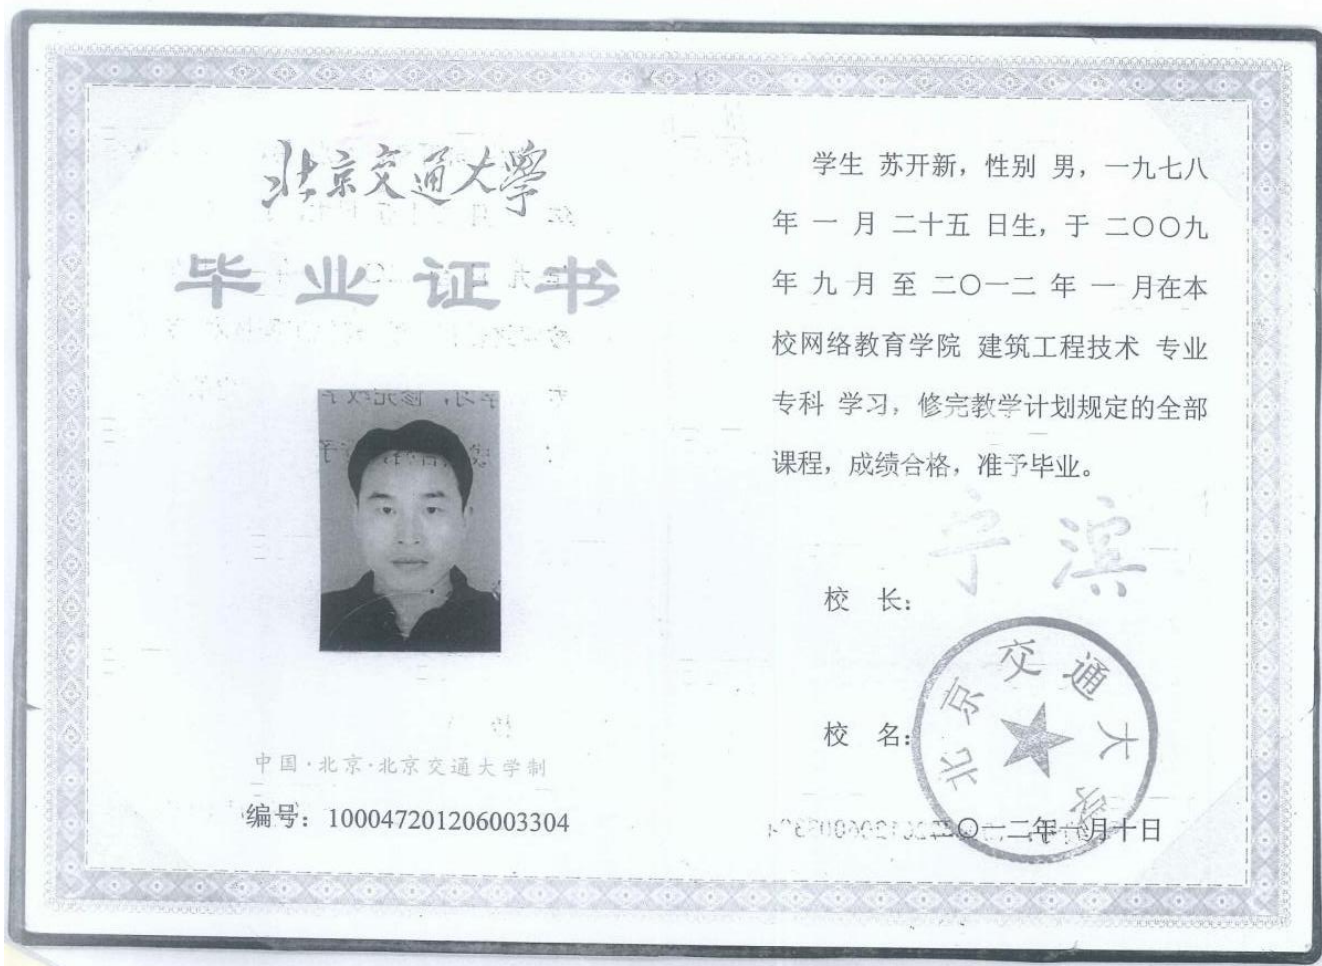 北京交通大學
毕业证书
中国·北京·北京交通大学制
编号：100047201206003304
学生 苏开新，性别 男，一九七八
年 一 月 二十五 日生，于 二〇〇九
年 九 月 至 二〇一二 年 一 月在本
校网络教育学院 建筑工程技术 专业
专科 学习，修完教学计划规定的全部
课程，成绩合格，准予毕业。
宁滨
校 长：
校 名：
北京交通大学
二〇一二年一月十日